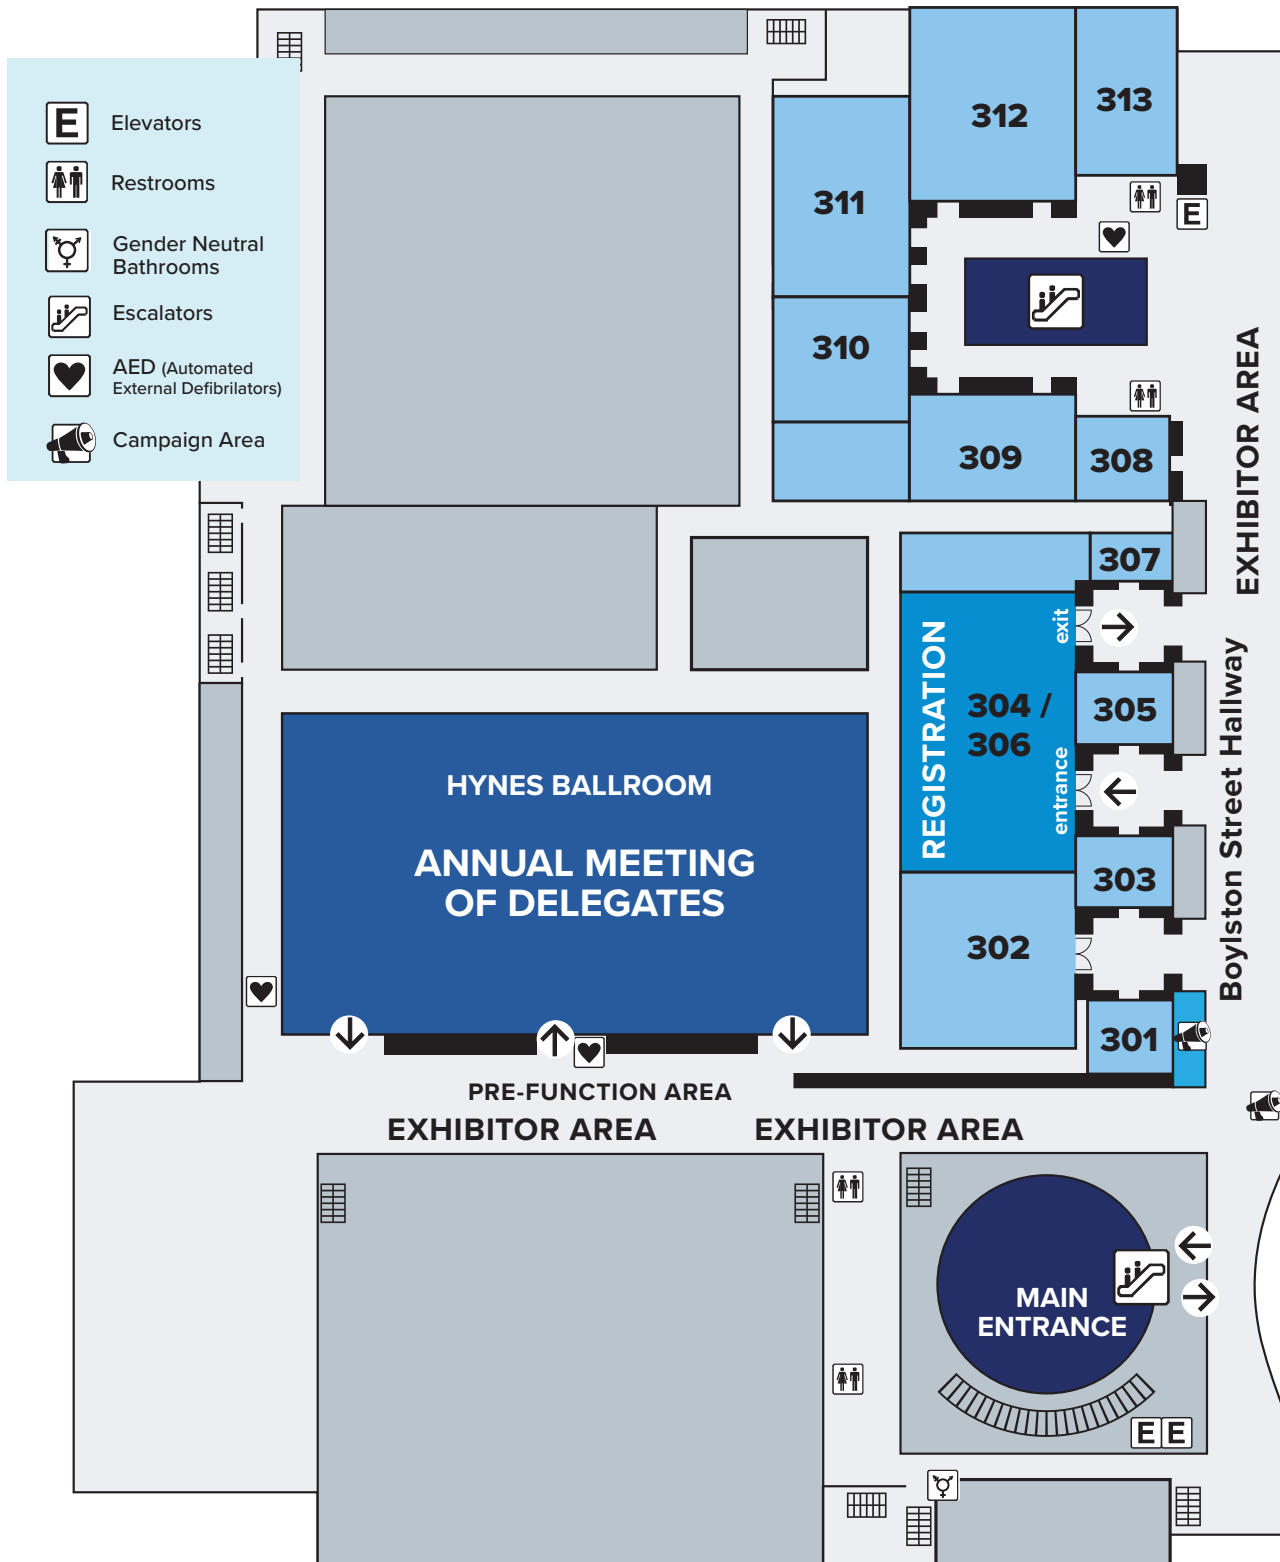 E
Elevators
Restrooms
Gender Neutral
Bathrooms
Escalators
AED (Automated
External Defibrilators)
Campaign Area
312
313
311
E
310
309
308
EXHIBITOR AREA
307
exit
REGISTRATION
304 /
306
entrance
305
Boylston Street Hallway
303
302
301
HYNES BALLROOM
ANNUAL MEETING
OF DELEGATES
PRE-FUNCTION AREA
EXHIBITOR AREA
EXHIBITOR AREA
MAIN
ENTRANCE
E E